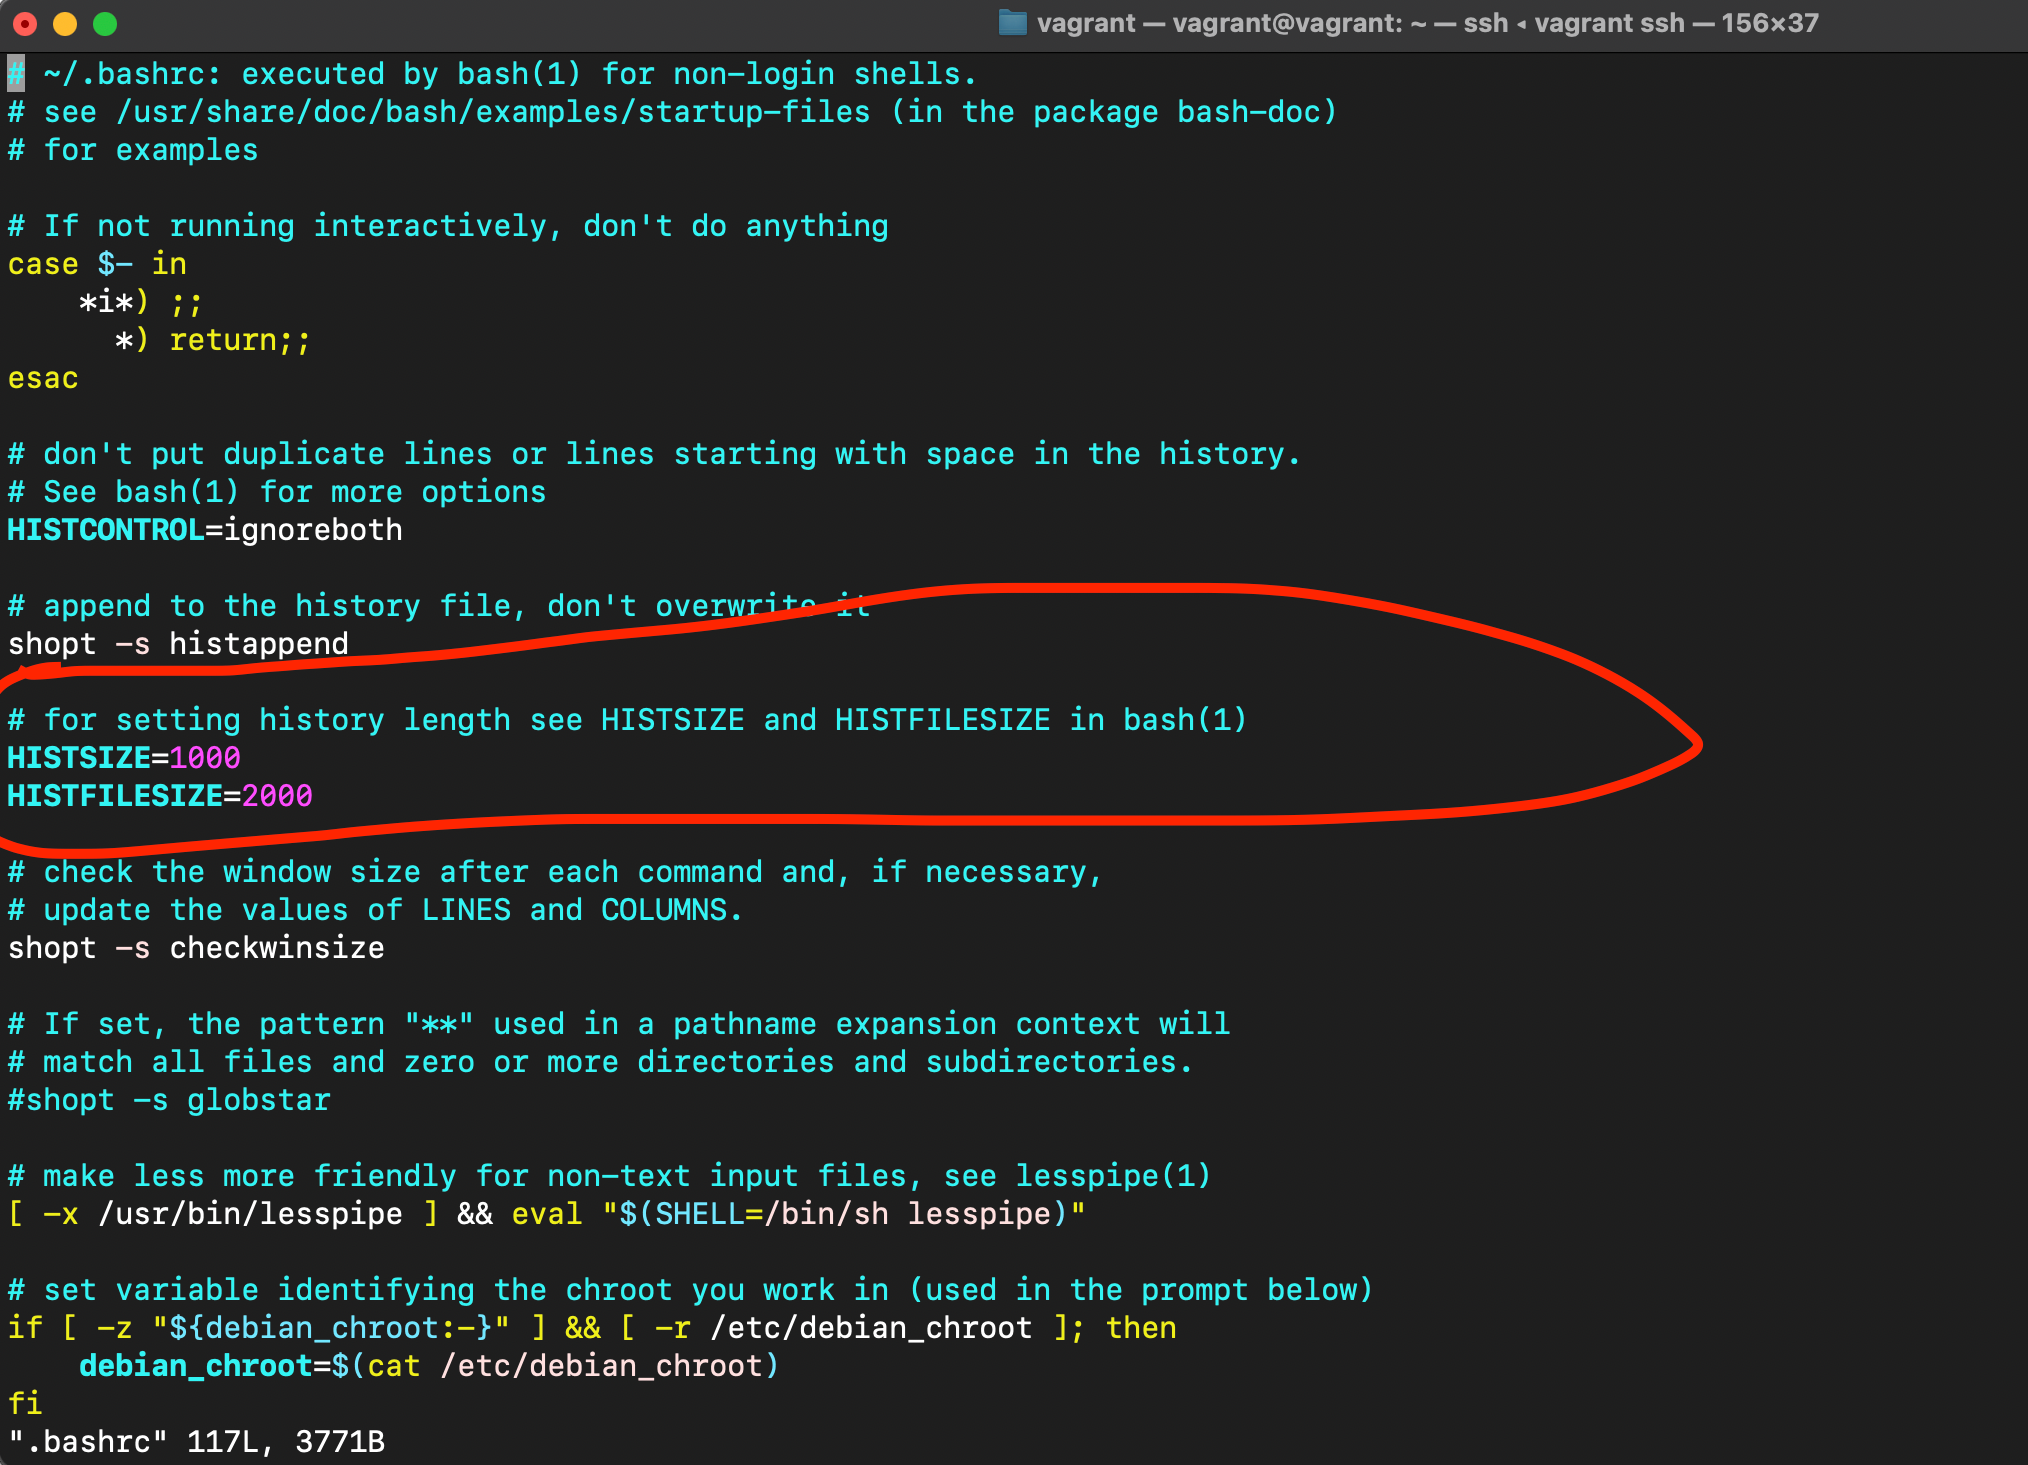 vagrant — vagrant@vagrant: ~ — ssh ◂ vagrant ssh — 156×37
# ~/.bashrc: executed by bash(1) for non-login shells.
# see /usr/share/doc/bash/examples/startup-files (in the package bash-doc)
# for examples

# If not running interactively, don't do anything
case $- in
    *i*) ;;
      *) return;;
esac

# don't put duplicate lines or lines starting with space in the history.
# See bash(1) for more options
HISTCONTROL=ignoreboth

# append to the history file, don't overwrite it
shopt -s histappend

# for setting history length see HISTSIZE and HISTFILESIZE in bash(1)
HISTSIZE=1000
HISTFILESIZE=2000

# check the window size after each command and, if necessary,
# update the values of LINES and COLUMNS.
shopt -s checkwinsize

# If set, the pattern "**" used in a pathname expansion context will
# match all files and zero or more directories and subdirectories.
#shopt -s globstar

# make less more friendly for non-text input files, see lesspipe(1)
[ -x /usr/bin/lesspipe ] && eval "$(SHELL=/bin/sh lesspipe)"

# set variable identifying the chroot you work in (used in the prompt below)
if [ -z "${debian_chroot:-}" ] && [ -r /etc/debian_chroot ]; then
    debian_chroot=$(cat /etc/debian_chroot)
fi
".bashrc" 117L, 3771B